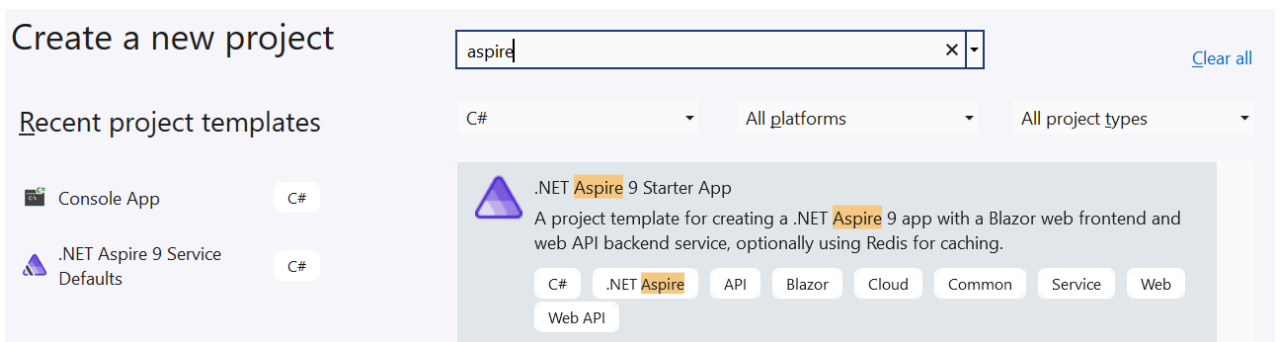 Create a new project
aspire
Clear all
Recent project templates
C#
All platforms
All project types
Console App
C#
.NET Aspire 9 Service
Defaults
C#
.NET Aspire 9 Starter App
A project template for creating a .NET Aspire 9 app with a Blazor web frontend and
web API backend service, optionally using Redis for caching.
C#
.NET Aspire
API
Blazor
Cloud
Common
Service
Web
Web API